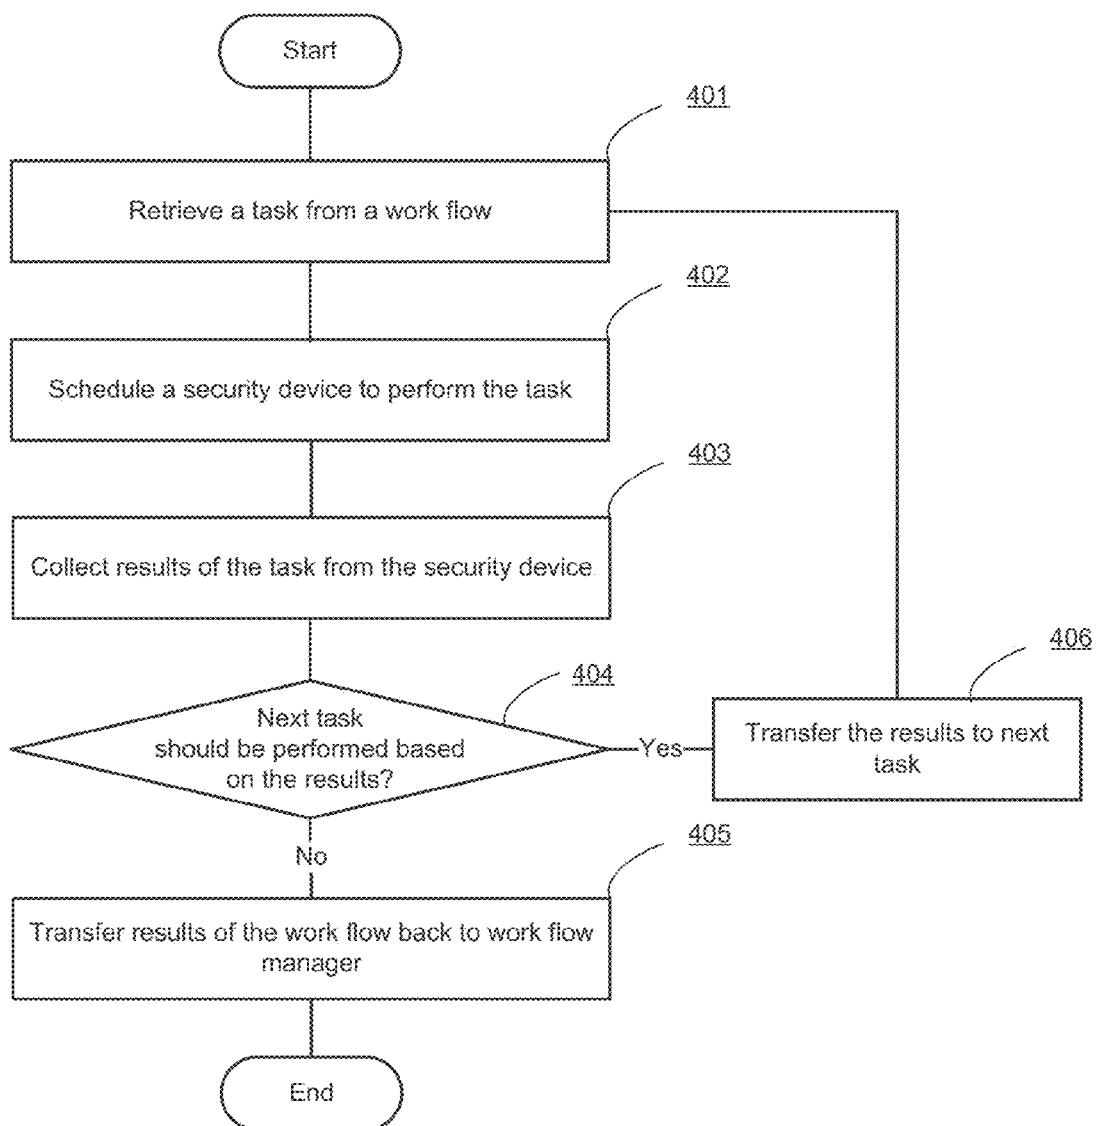 Start
401
Retrieve a task from a work flow
402
Schedule a security device to perform the task
403
Collect results of the task from the security device
404
Next task
should be performed based
on the results?
Yes
406
Transfer the results to next
task
No
405
Transfer results of the work flow back to work flow
manager
End